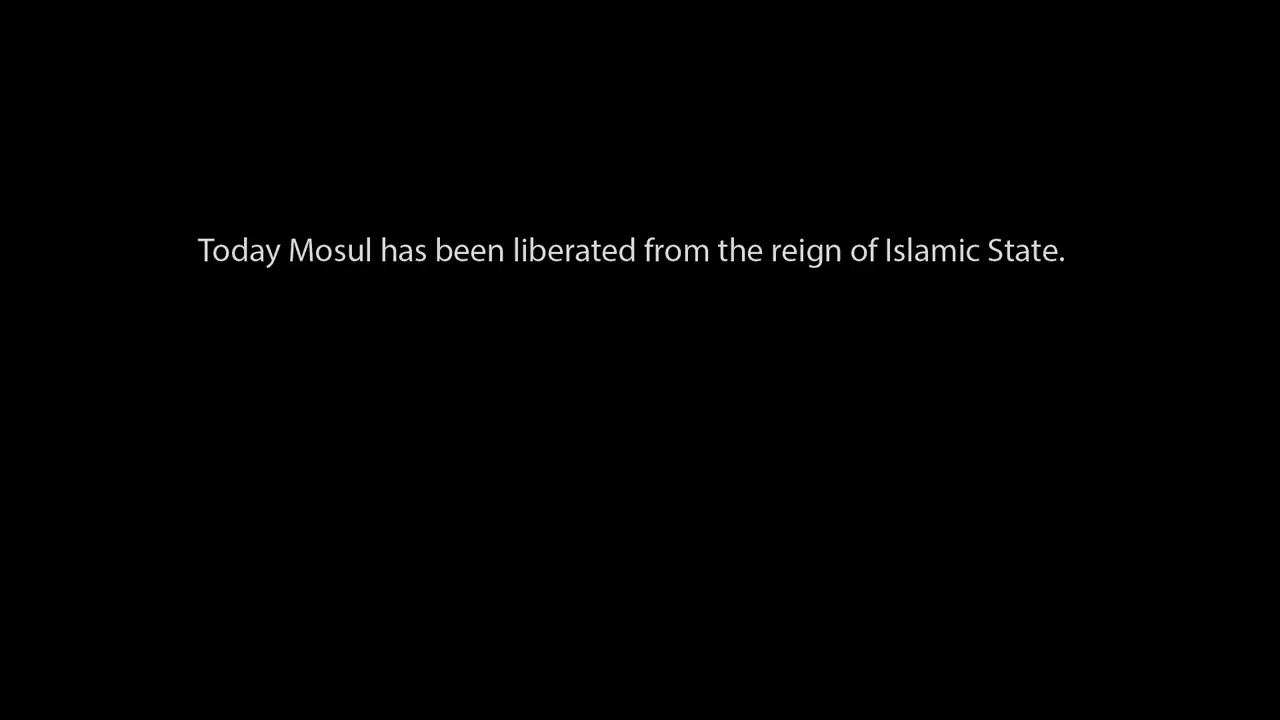 Today Mosul has been liberated from the reign of Islamic State.